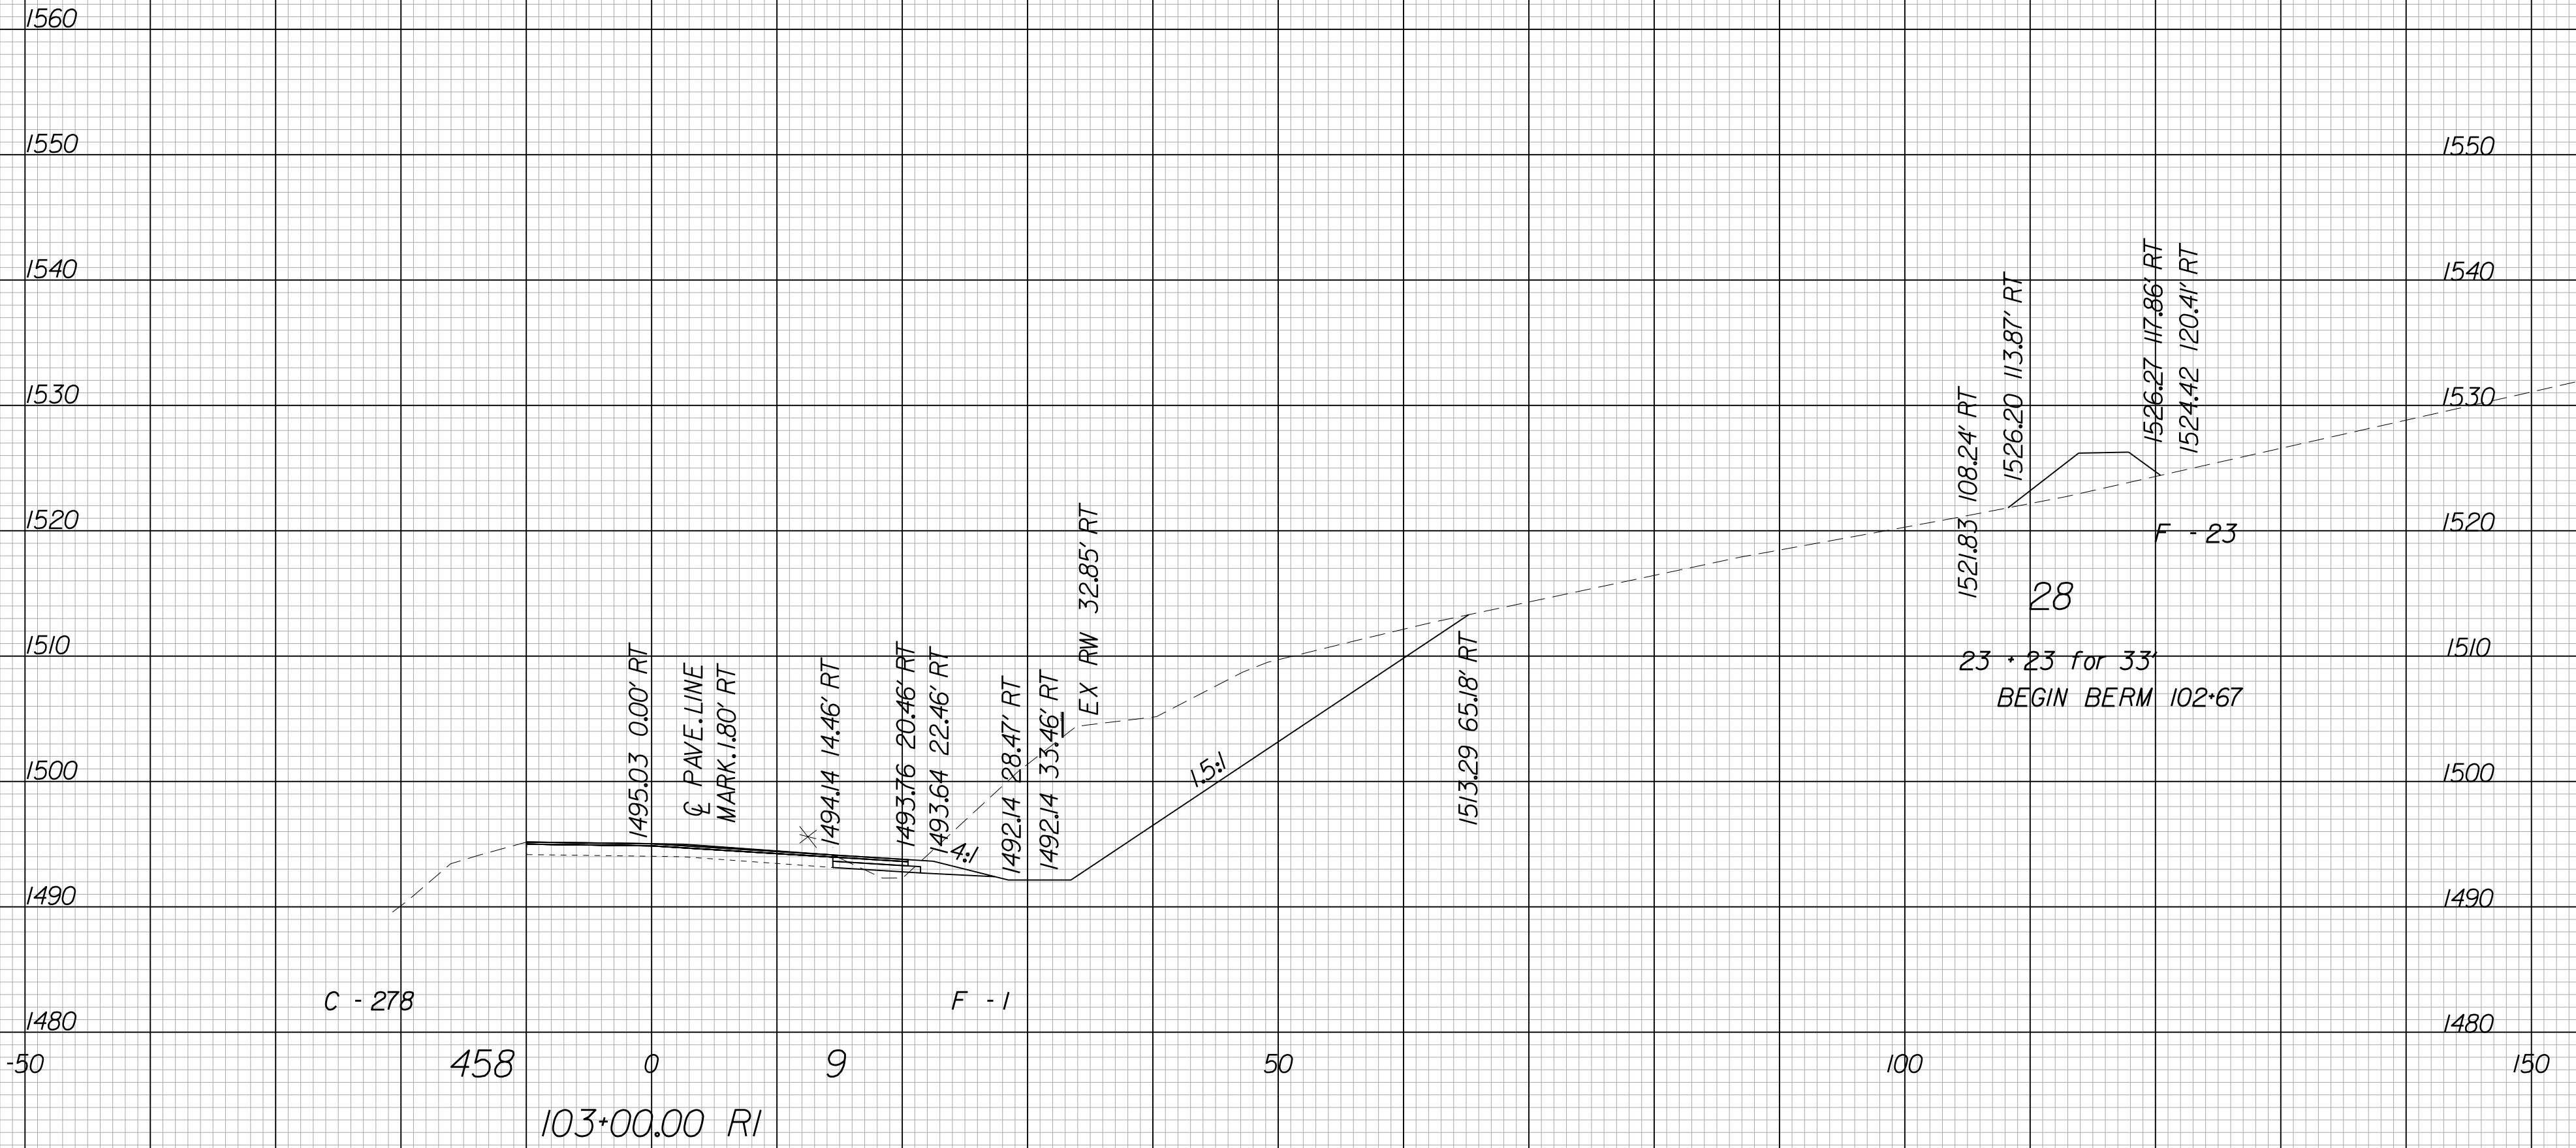 1560
1550
1550
1540
1540
1530
1530
1520
1520
1510
1510
1500
1500
1490
1490
1480
1480
1495.03 0.00' RT
℄ PAVE.LINE
MARK.1.80' RT
1494.14 14.46' RT
1493.76 20.46' RT
1493.64 22.46' RT
4:1
1492.14 28.47' RT
1492.14 33.46' RT
EX RW 32.85' RT
1.5:1
1513.29 65.18' RT
1521.83 108.24' RT
1526.20 113.87' RT
1526.27 117.86' RT
1524.42 120.41' RT
F - 23
28
23 + 23 for 33'
BEGIN BERM 102+67
C - 278
F - 1
-50
458
0
9
50
100
150
103+00.00 R1